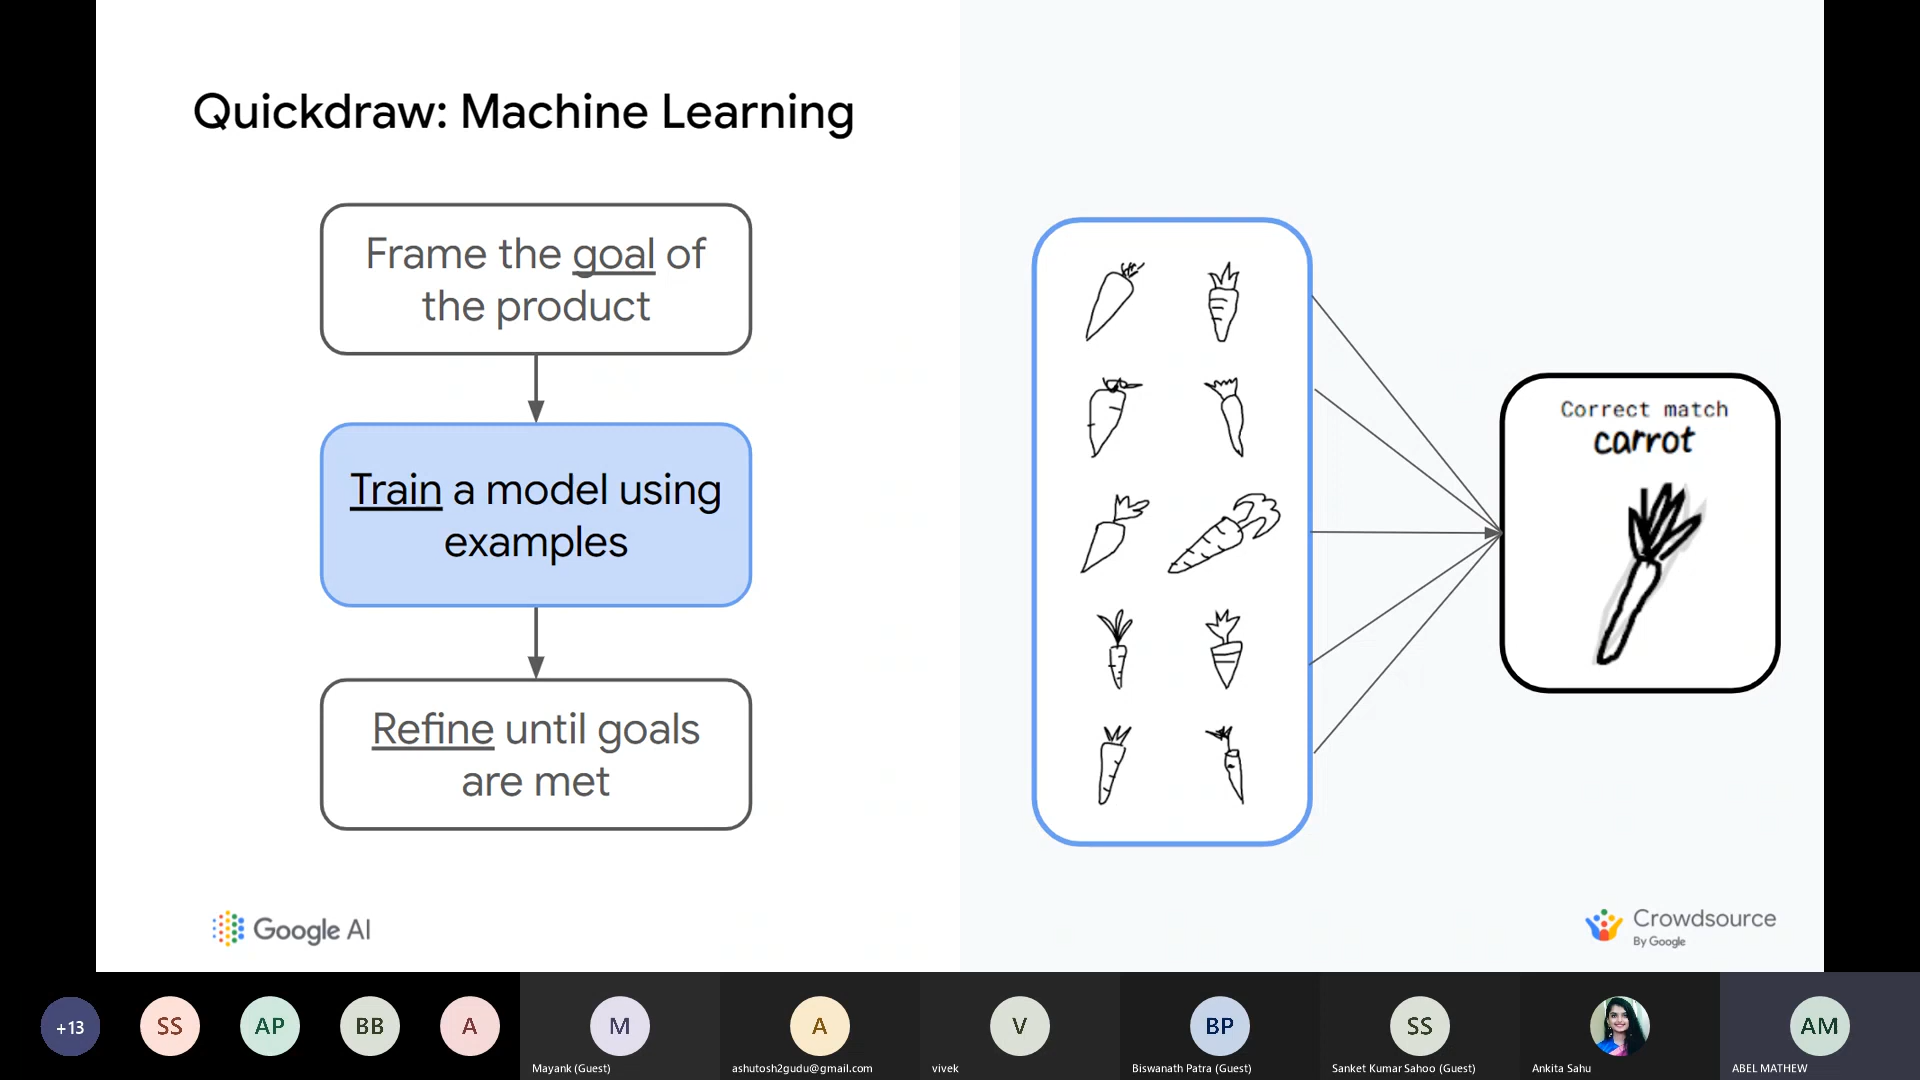 Quickdraw: Machine Learning
Frame the goal of
the product
Train a model using
examples
Refine until goals
are met
Correct match
carrot
Google AI
Crowdsource
By Google
+13
SS
AP
BB
A
M
Mayank (Guest)
A
ashutosh2gudu@gmail.com
V
vivek
BP
Biswanath Patra (Guest)
SS
Sanket Kumar Sahoo (Guest)
Ankita Sahu
AM
ABEL MATHEW